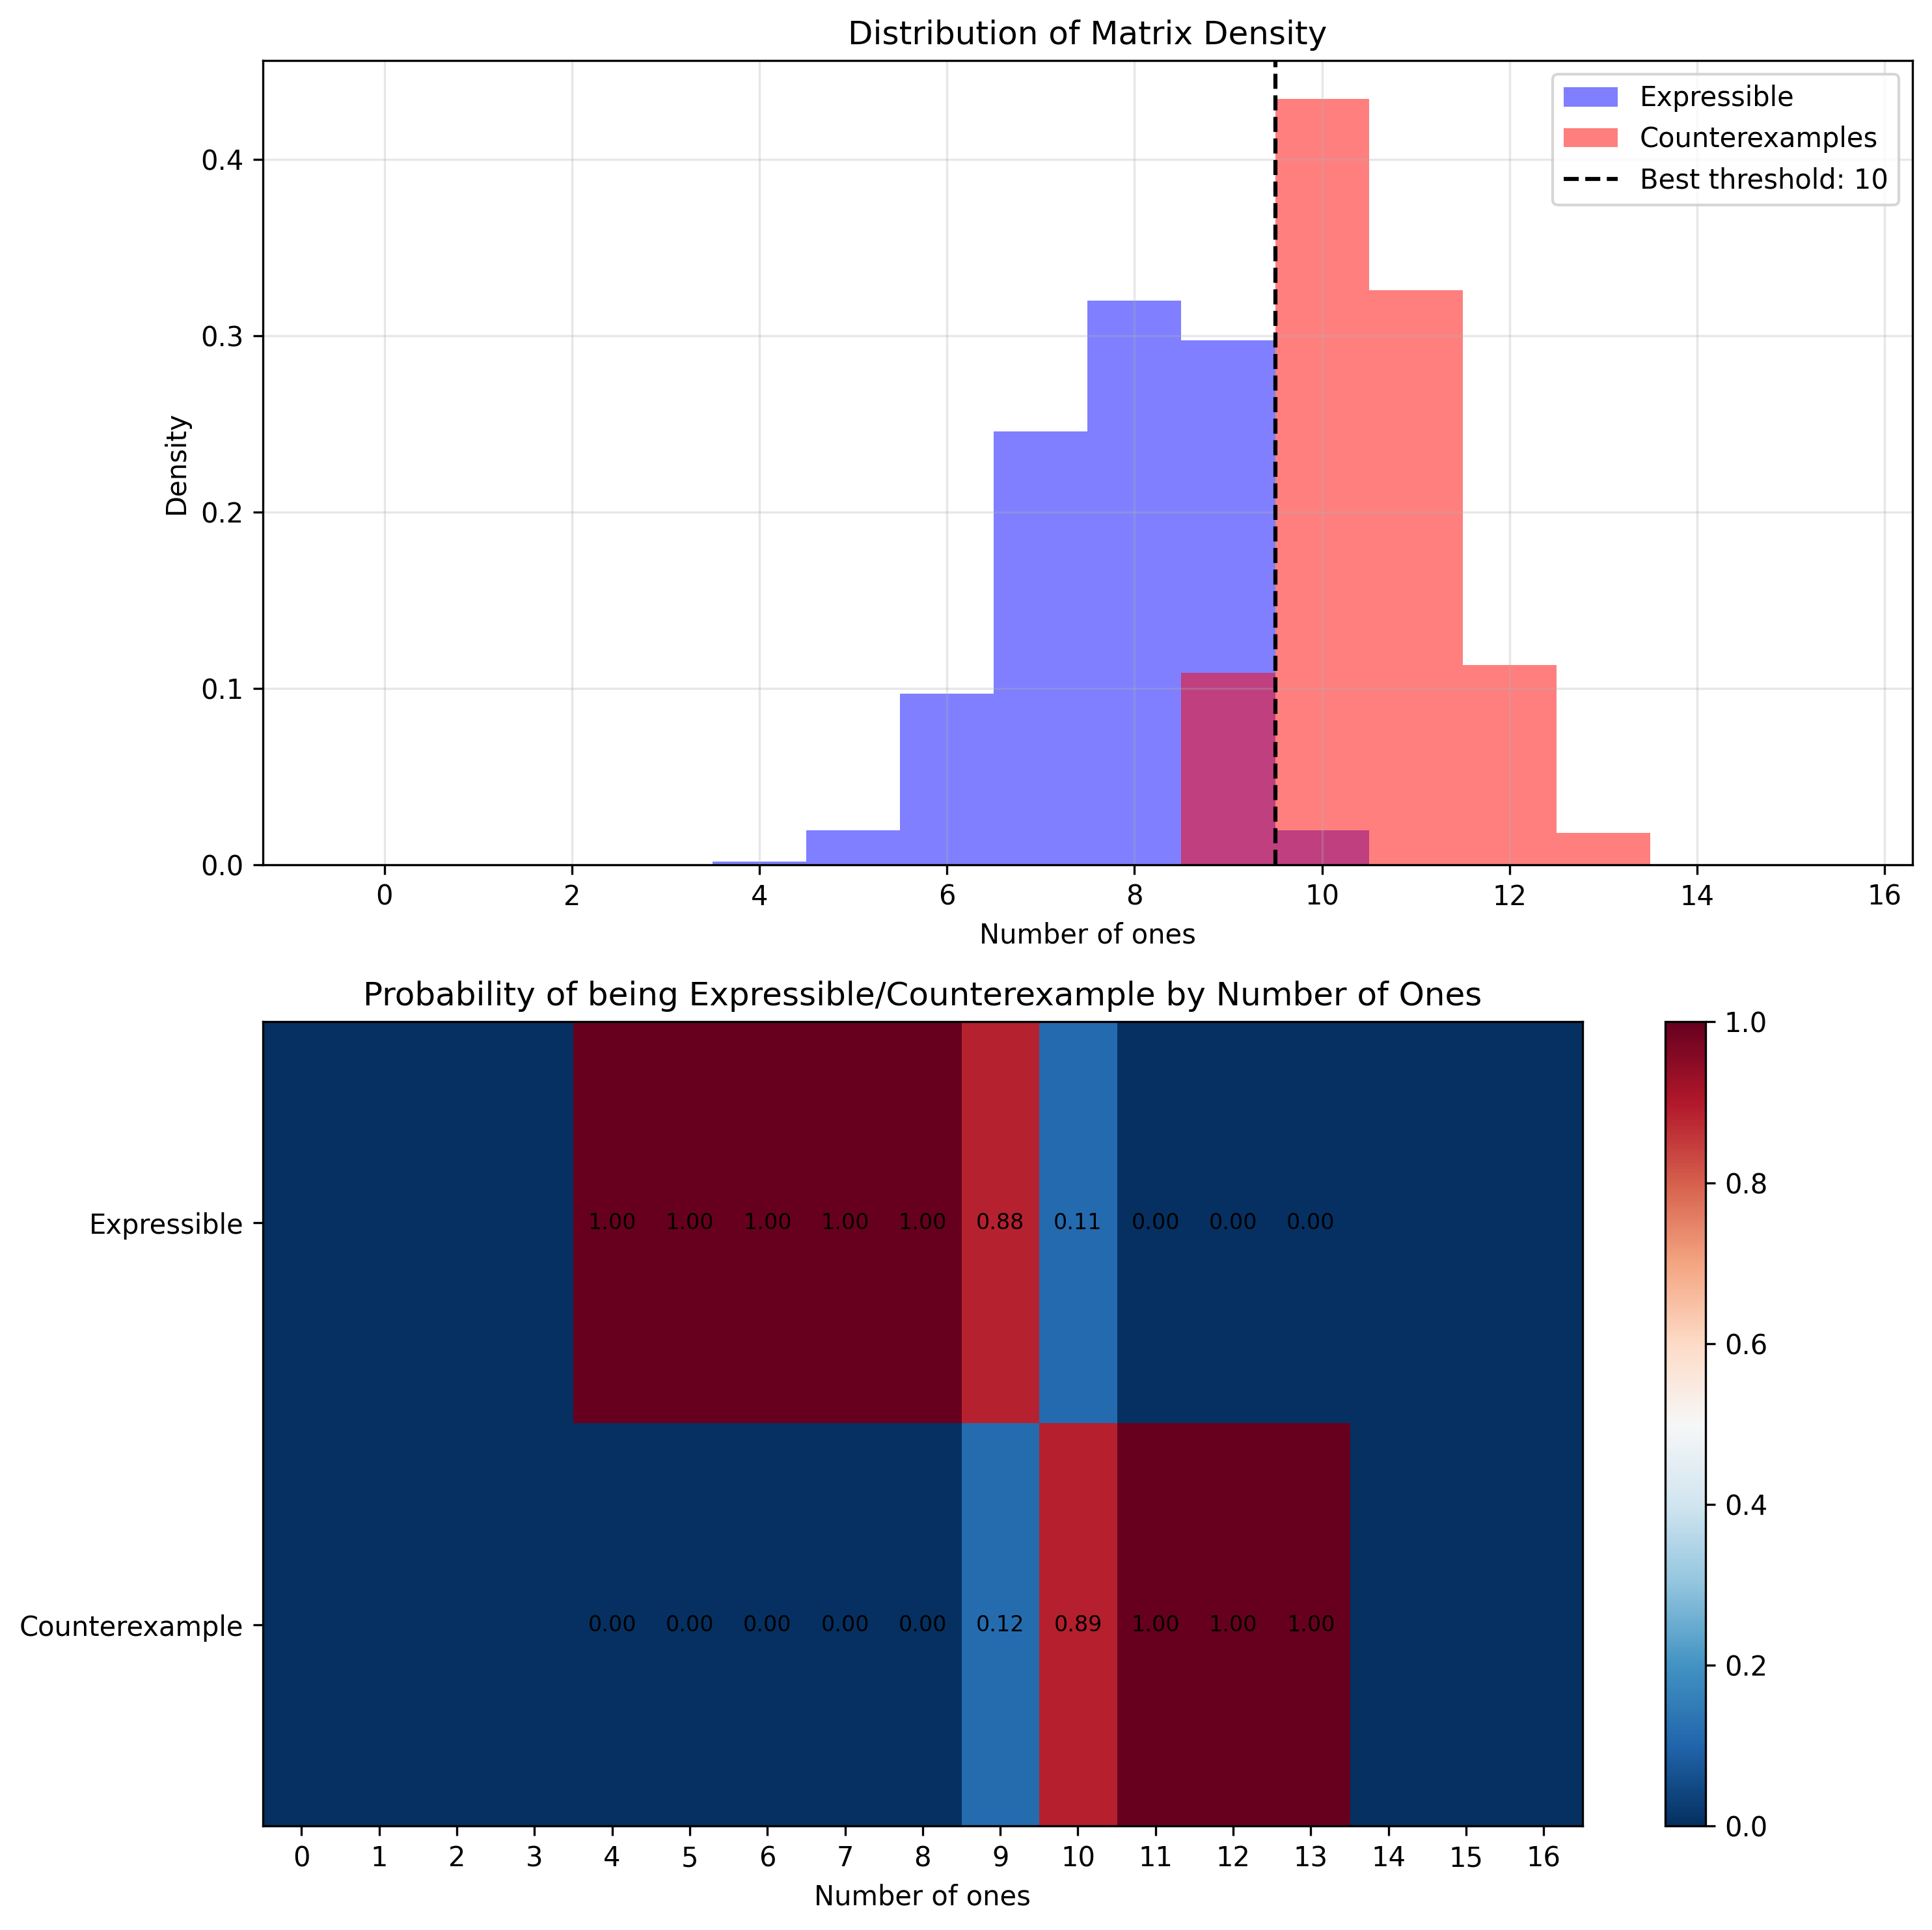 Distribution of Matrix Density
Expressible
Counterexamples
Best threshold: 10
0.4
0.3
0.2
0.1
0.0
Density
0 2 4 6 8 10 12 14 16
Number of ones
Probability of being Expressible/Counterexample by Number of Ones
Expressible
1.00 1.00 1.00 1.00 1.00 0.88 0.11 0.00 0.00 0.00
Counterexample
0.00 0.00 0.00 0.00 0.00 0.12 0.89 1.00 1.00 1.00
0 1 2 3 4 5 6 7 8 9 10 11 12 13 14 15 16
Number of ones
1.0
0.8
0.6
0.4
0.2
0.0